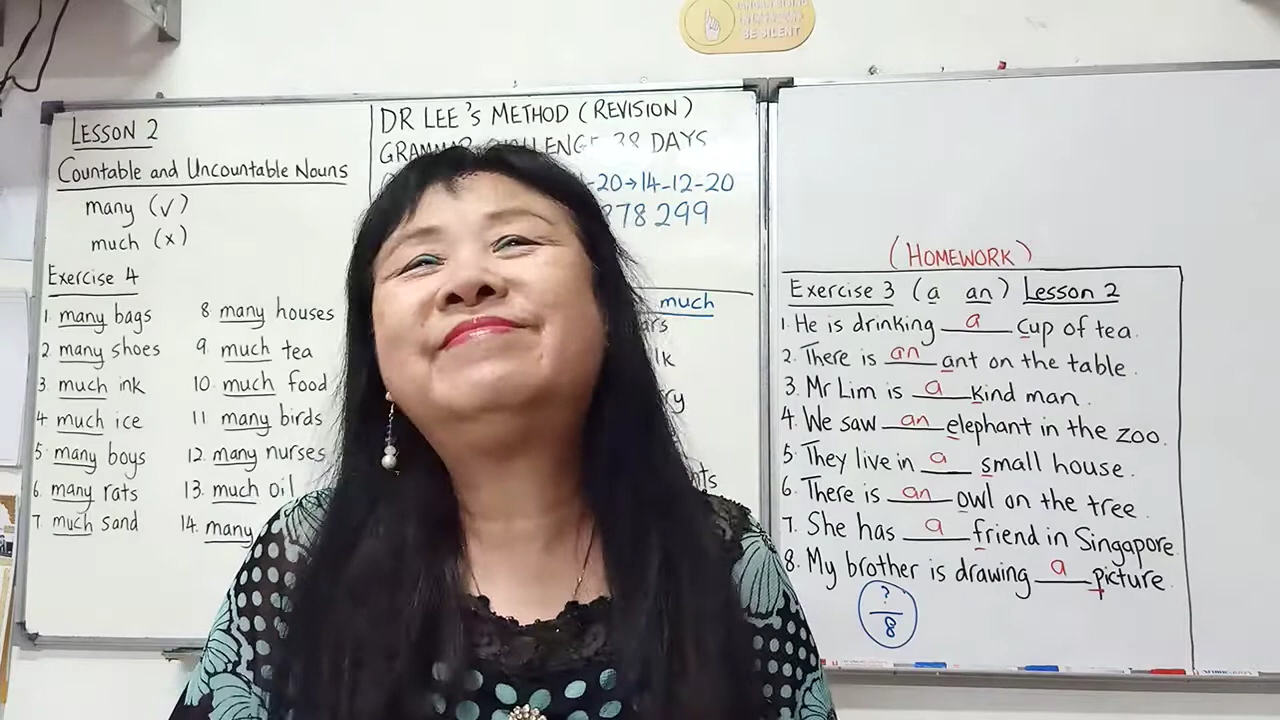 BE SILENT
LESSON 2
Countable and Uncountable Nouns
many (✓)
much (x)
Exercise 4
1. many bags
2. many shoes
3. much ink
4. much ice
5. many boys
6. many rats
7. much sand
8 many houses
9. much tea
10. much food
11 many birds
12. many nurses
13. much oil
14. many
DR LEE'S METHOD (REVISION)
38 DAYS
-20→14-12-20
878 299
much
(HOMEWORK)
Exercise 3 (a an) Lesson 2
1. He is drinking a cup of tea.
2. There is an ant on the table.
3. Mr Lim is a kind man.
4. We saw an elephant in the zoo.
5. They live in a small house.
6. There is an owl on the tree.
7. She has a friend in Singapore.
8. My brother is drawing a picture.
?
8